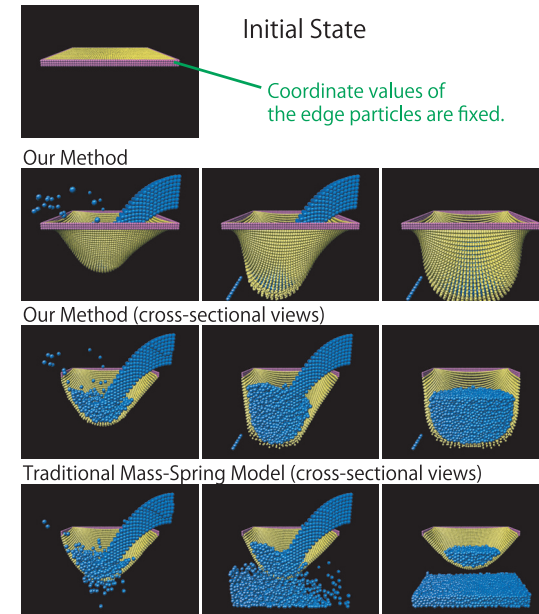 Initial State
Coordinate values of
the edge particles are fixed.
Our Method
Our Method (cross-sectional views)
Traditional Mass-Spring Model (cross-sectional views)